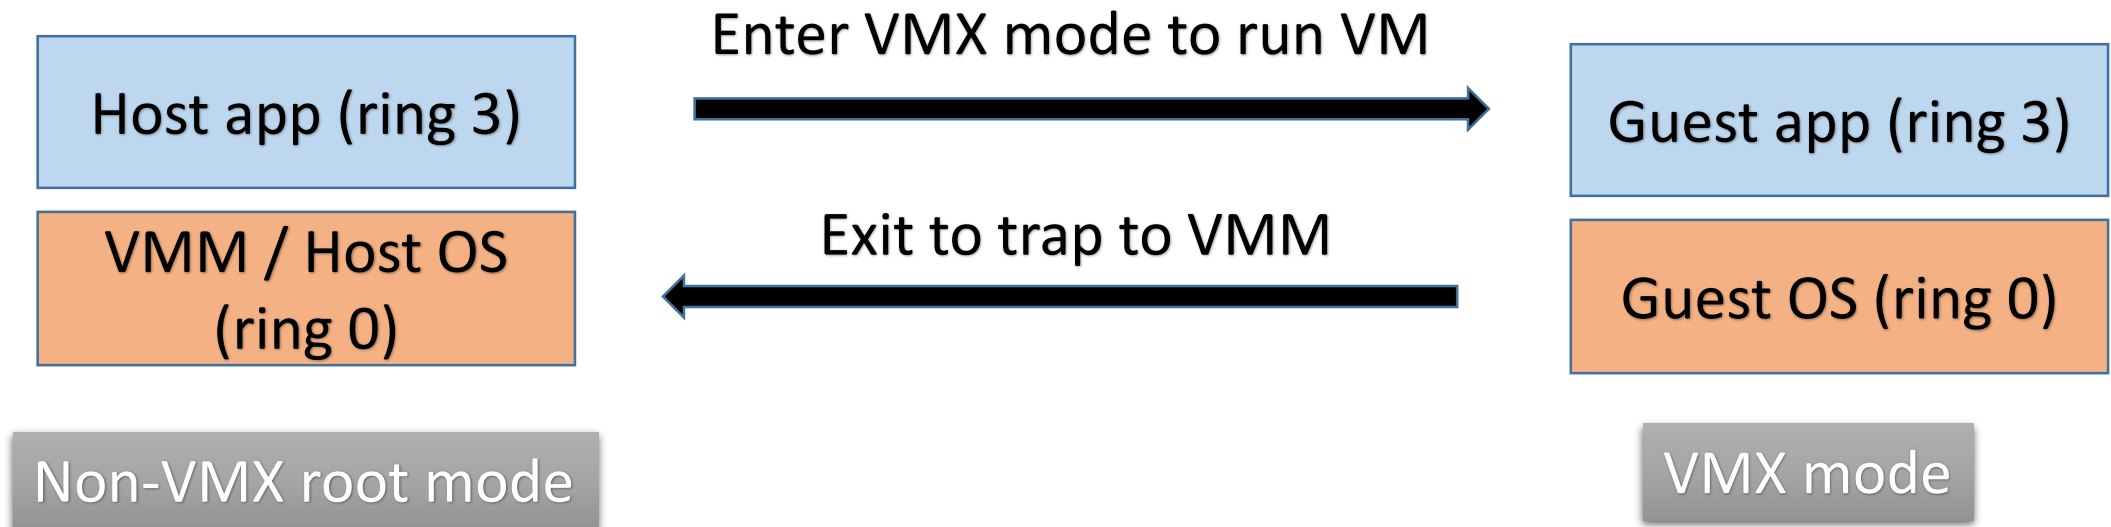 Enter VMX mode to run VM
Host app (ring 3)
Guest app (ring 3)
Exit to trap to VMM
VMM / Host OS
(ring 0)
Guest OS (ring 0)
Non-VMX root mode
VMX mode